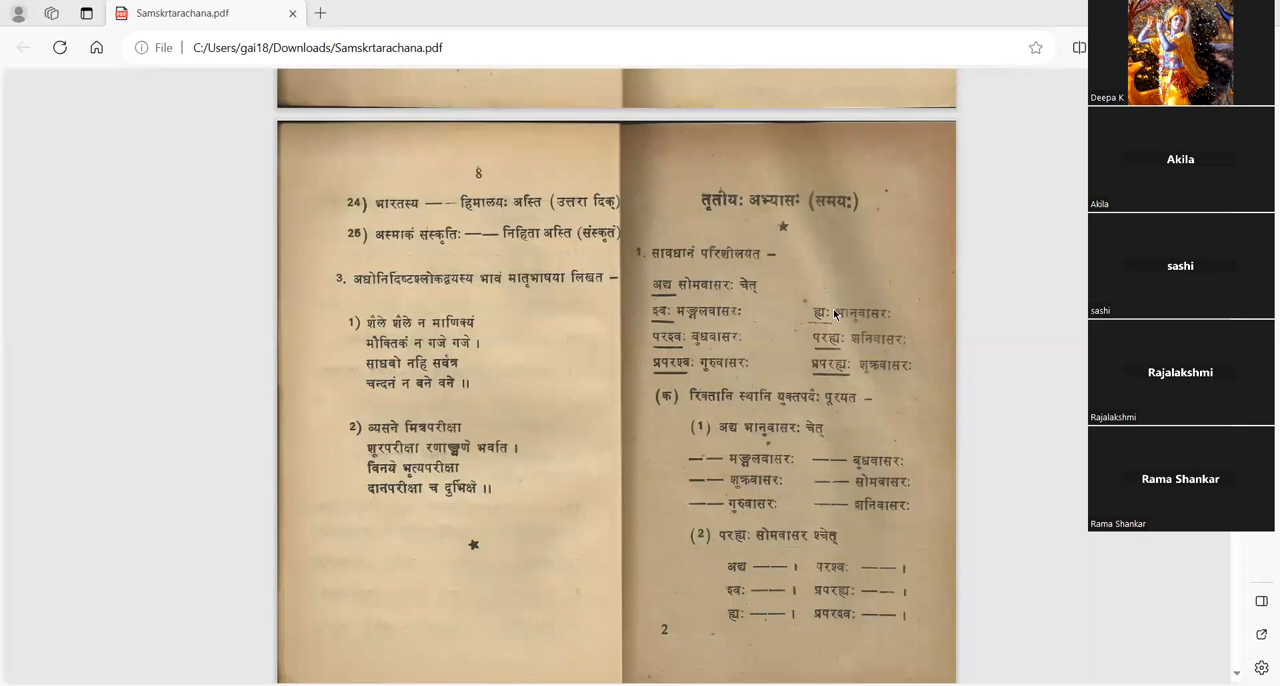 Samskrtarachana.pdf
File | C:/Users/gai18/Downloads/Samskrtarachana.pdf
8
24) भारतस्य —— हिमालयः अस्ति (उत्तरा दिक्)
25) अस्माकं संस्कृतिः —— निहिता अस्ति (संस्कृतं)
3. अधोनिर्दिष्टश्लोकद्वयस्य भावं मातृभाषया लिखत –
1) शैले शैले न माणिक्यं
मौक्तिकं न गजे गजे ।
साधवो नहि सर्वत्र
चन्दनं न वने वने ।।
2) व्यसने मित्रपरीक्षा
शूरपरीक्षा रणाङ्गणे भवति ।
विनये भृत्यपरीक्षा
दानपरीक्षा च दुर्भिक्षे ।।
तृतीयः अभ्यासः (समयः)
1. सावधानं परिशीलयत –
अद्य सोमवासरः चेत्
श्वः मङ्गलवासरः ह्यः भानुवासरः
परश्वः बुधवासरः परह्यः शनिवासरः
प्रपरश्वः गुरुवासरः प्रपरह्यः शुक्रवासरः
(क) रिक्तानि स्थानि युक्तपदैः पूरयत –
(1) अद्य भानुवासरः चेत्
—— मङ्गलवासरः —— बुधवासरः
—— शुक्रवासरः —— सोमवासरः
—— गुरुवासरः —— शनिवासरः
(2) परह्यः सोमवासर श्चेत्
अद्य —— । परश्वः —— ।
श्वः —— । प्रपरह्यः —— ।
ह्यः —— । प्रपरश्वः —— ।
2
Deepa K
Akila
Akila
sashi
sashi
Rajalakshmi
Rajalakshmi
Rama Shankar
Rama Shankar